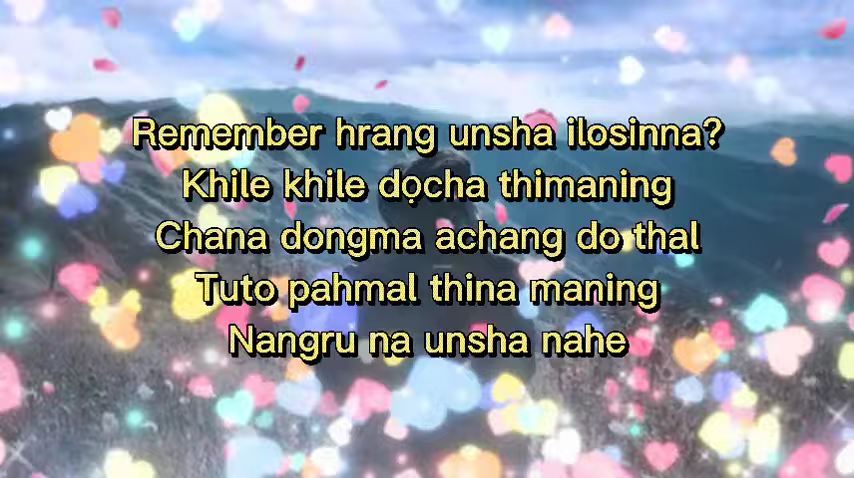 Remember hrang unsha ilosinna?
Khile khile dọcha thimaning
Chana dongma achang do thal
Tuto pahmal thina maning
Nangru na unsha nahe